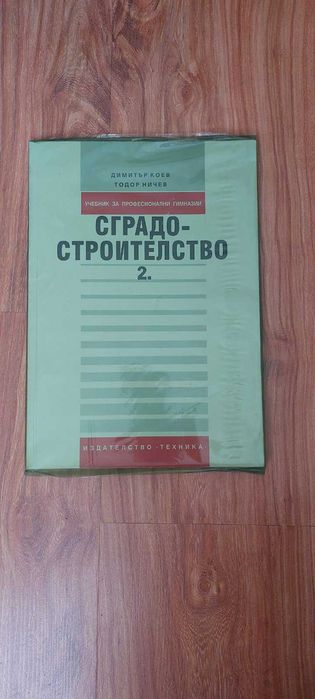 ДИМИТЪР КОЕВ
ТОДОР НИЧЕВ
УЧЕБНИК ЗА ПРОФЕСИОНАЛНИ ГИМНАЗИИ
СГРАДО-
СТРОИТЕЛСТВО
2.
ИЗДАТЕЛСТВО •ТЕХНИКА•